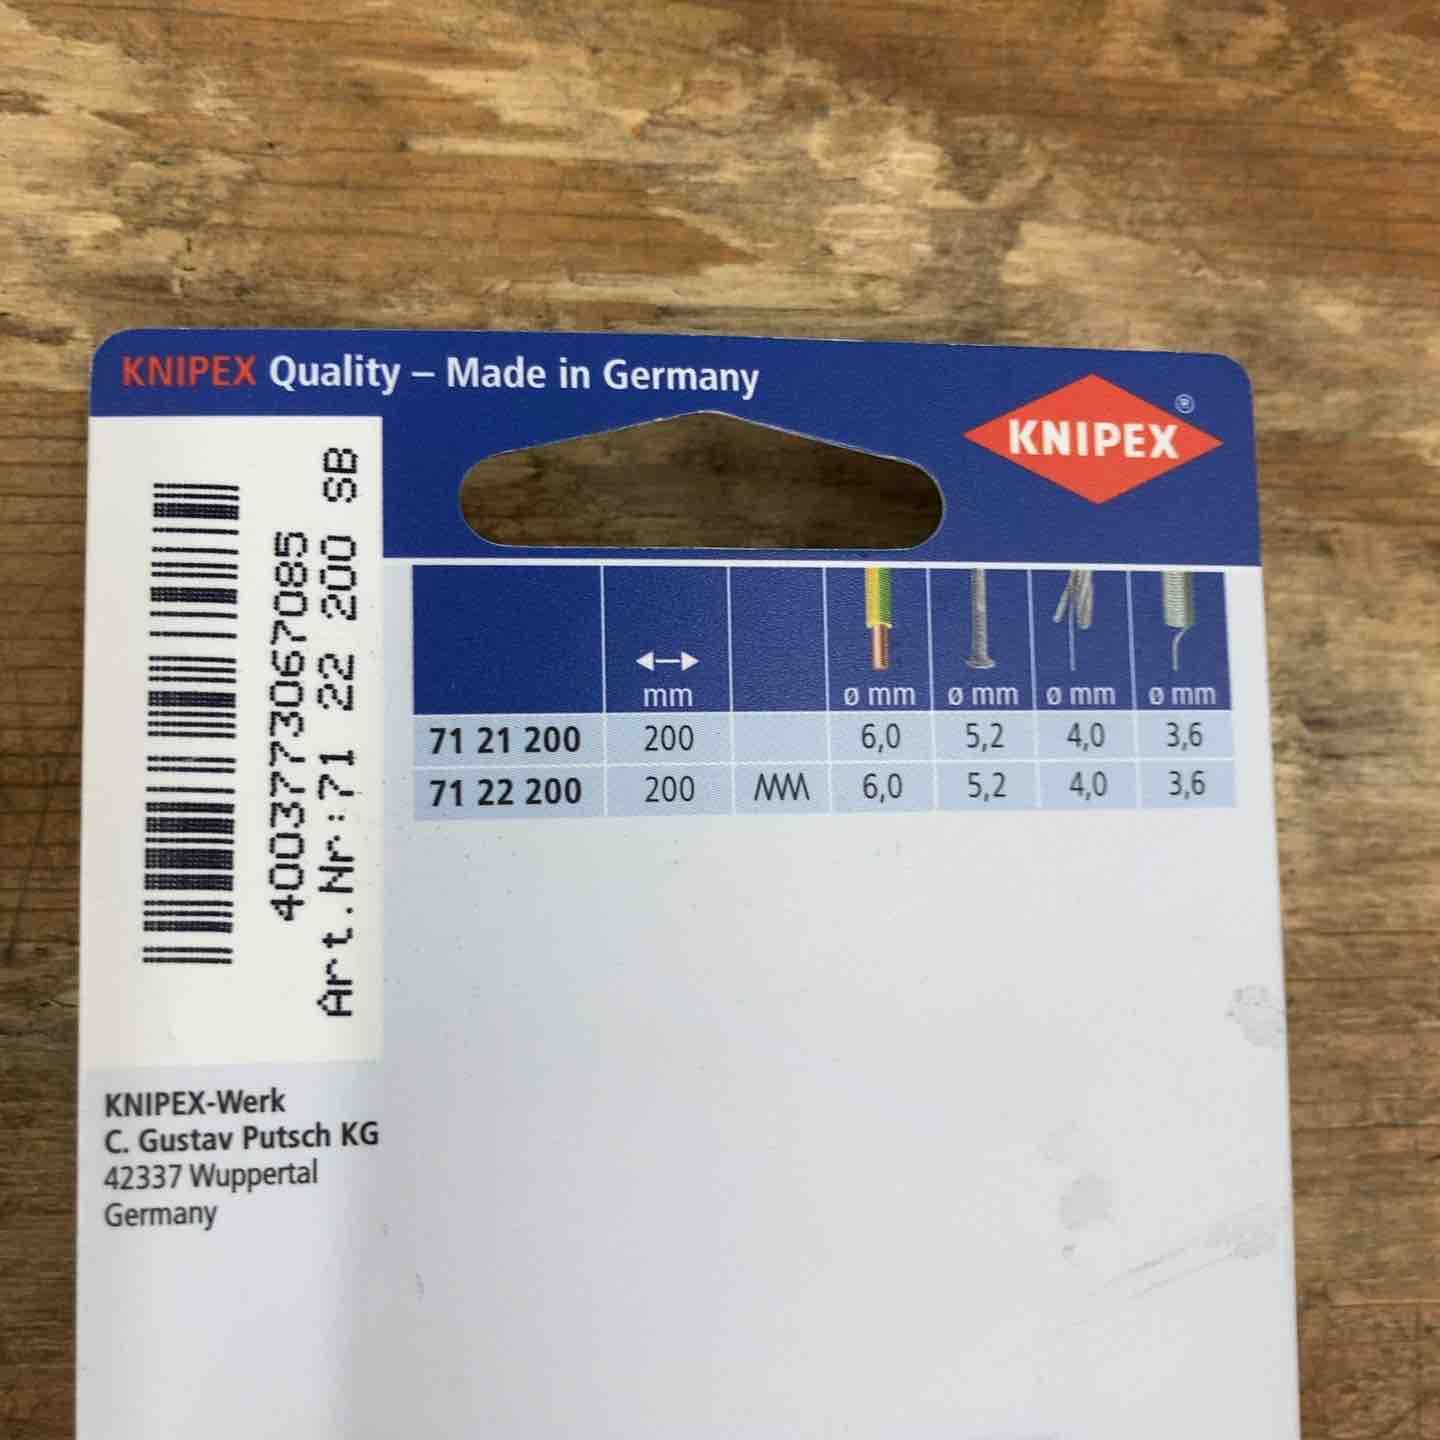 KNIPEX Quality – Made in Germany
KNIPEX ®
4003773067085
Art.Nr:71 22 200 SB
mm ø mm ø mm ø mm ø mm
71 21 200 200 6,0 5,2 4,0 3,6
71 22 200 200 6,0 5,2 4,0 3,6
KNIPEX-Werk
C. Gustav Putsch KG
42337 Wuppertal
Germany